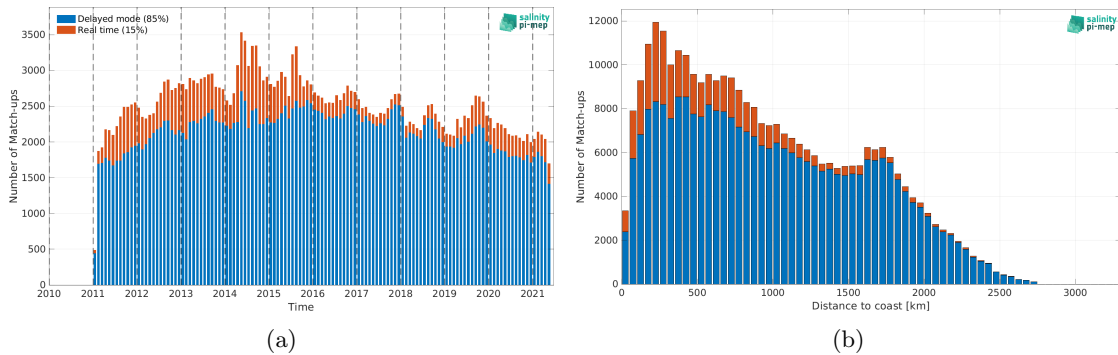 Delayed mode (85%)
Real time (15%)
salinity
pi-mep
Number of Match-ups
3500
3000
2500
2000
1500
1000
500
0
2010 2011 2012 2013 2014 2015 2016 2017 2018 2019 2020 2021
Time
(a)
salinity
pi-mep
Number of Match-ups
12000
10000
8000
6000
4000
2000
0
0 500 1000 1500 2000 2500 3000
Distance to coast [km]
(b)